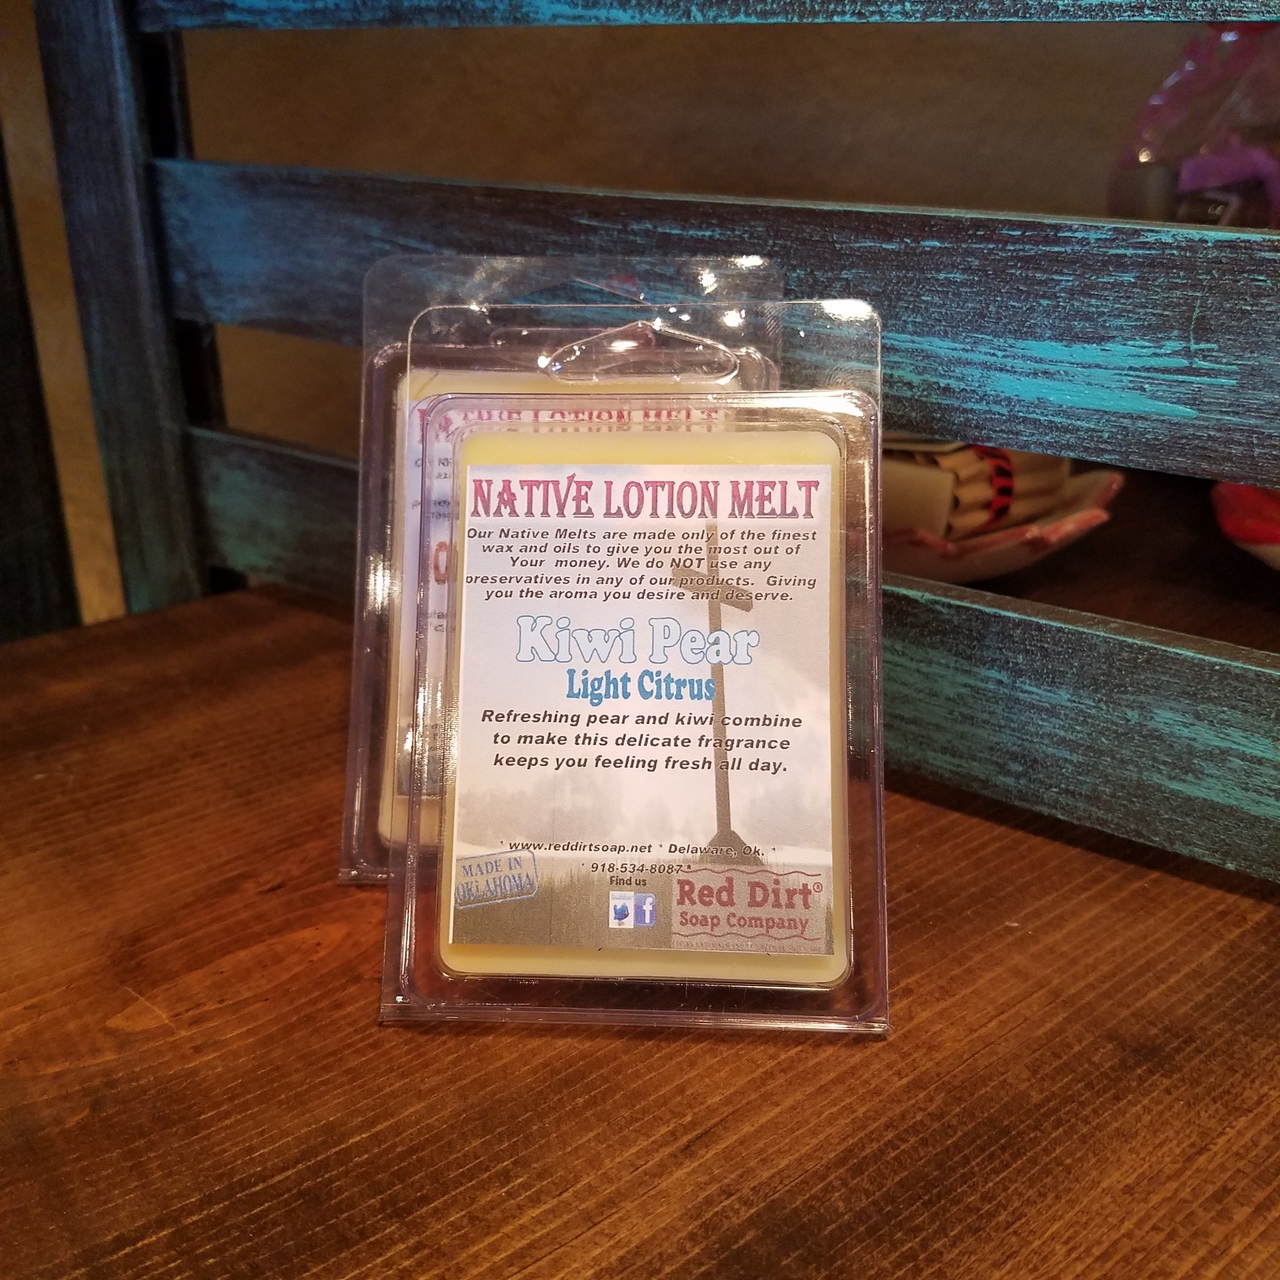 NATIVE LOTION MELT
Our Native Melts are made only of the finest
wax and oils to give you the most out of
Your money. We do NOT use any
preservatives in any of our products. Giving
you the aroma you desire and deserve.
Kiwi Pear
Light Citrus
Refreshing pear and kiwi combine
to make this delicate fragrance
keeps you feeling fresh all day.
* www.reddirtsoap.net * Delaware, Ok. *
* 918-534-8087 *
MADE IN
OKLAHOMA
Find us
f
Red Dirt®
Soap Company
NATIVE LOTION MELT